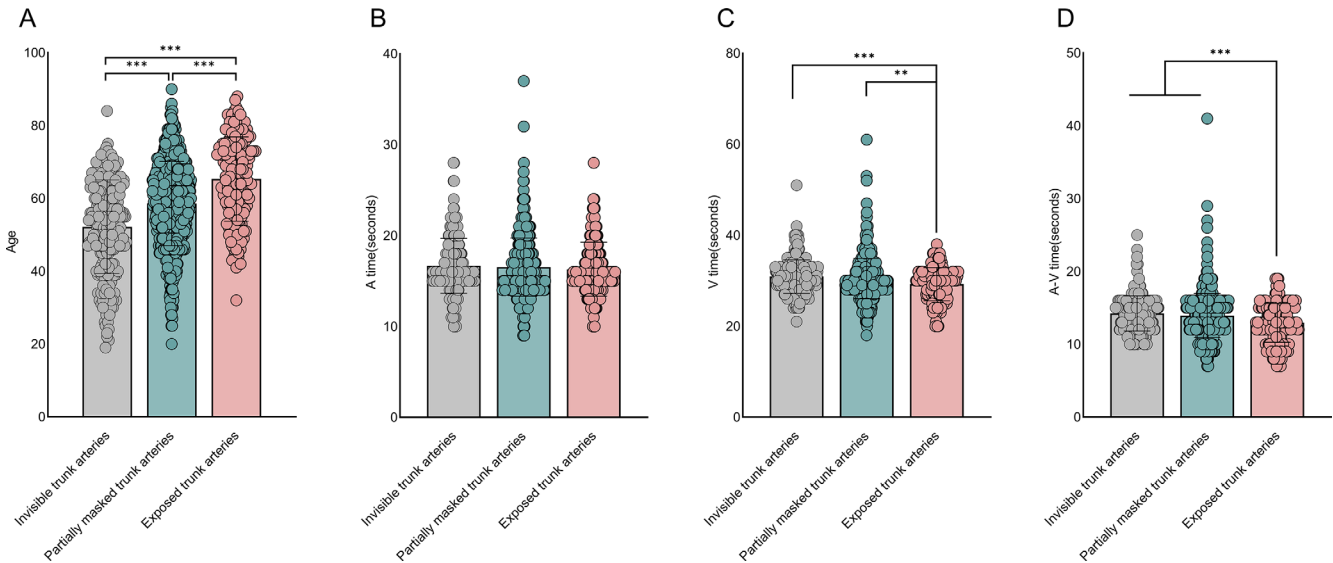 A
Age
100
80
60
40
20
0
***
*** ***
Invisible trunk arteries
Partially masked trunk arteries
Exposed trunk arteries
B
A time(seconds)
40
30
20
10
0
Invisible trunk arteries
Partially masked trunk arteries
Exposed trunk arteries
C
V time(seconds)
80
60
40
20
0
***
**
Invisible trunk arteries
Partially masked trunk arteries
Exposed trunk arteries
D
A-V time(seconds)
50
40
30
20
10
0
***
Invisible trunk arteries
Partially masked trunk arteries
Exposed trunk arteries